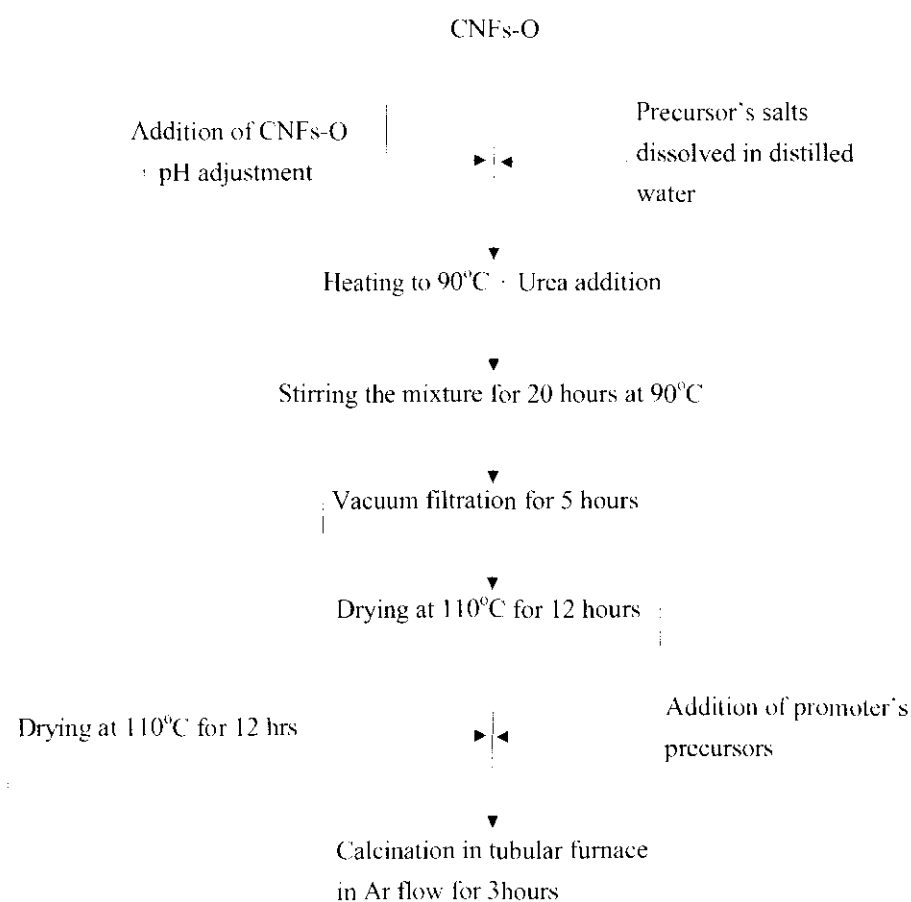 CNFs-O
Addition of CNFs-O
+ pH adjustment
Precursor's salts
dissolved in distilled
water
Heating to 90°C + Urea addition
Stirring the mixture for 20 hours at 90°C
Vacuum filtration for 5 hours
Drying at 110°C for 12 hours
Drying at 110°C for 12 hrs
Addition of promoter's
precursors
Calcination in tubular furnace
in Ar flow for 3hours